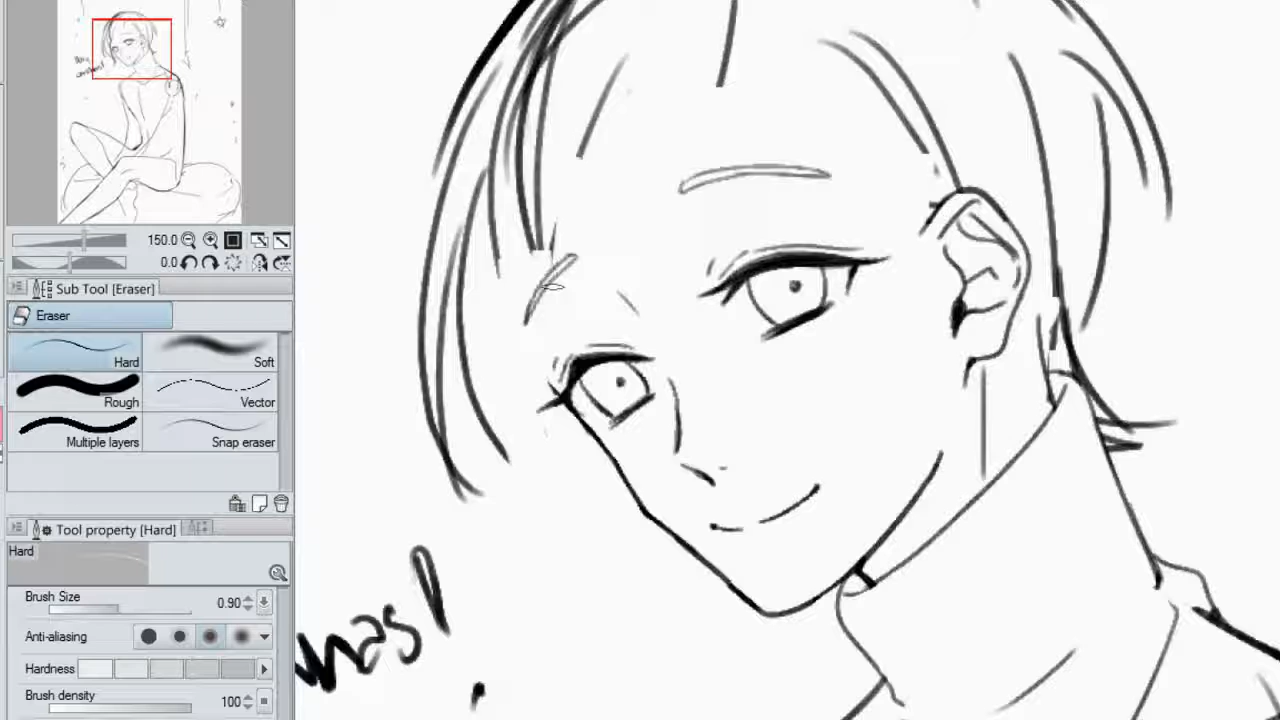 150.0
0.0
Sub Tool [Eraser]
Eraser
Hard
Soft
Rough
Vector
Multiple layers
Snap eraser
Tool property [Hard]
Hard
Brush Size
0.90
Anti-aliasing
Hardness
Brush density
100
mas!